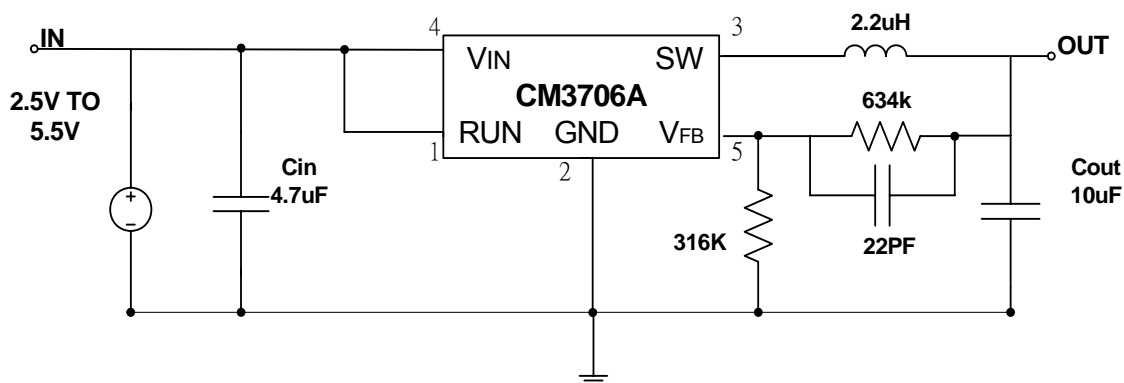 IN
2.5V TO
5.5V
+
−
Cin
4.7uF
4
VIN
1
RUN
CM3706A
GND
2
SW
3
VFB
5
2.2uH
OUT
634k
22PF
316K
Cout
10uF